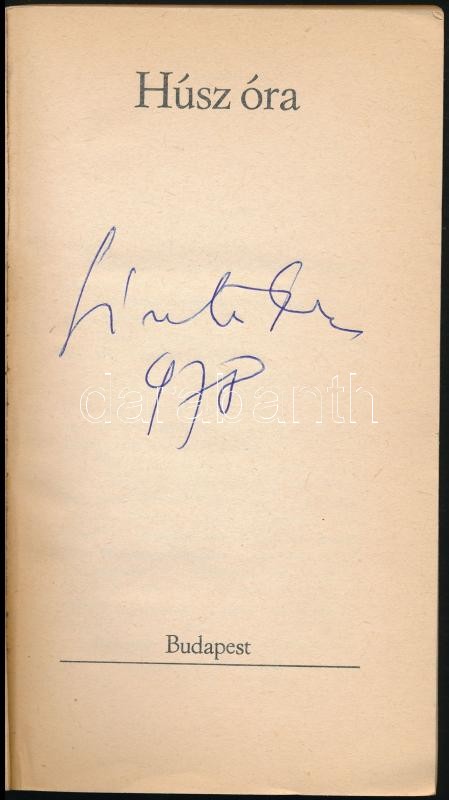 Húsz óra
978
darabanth
Budapest